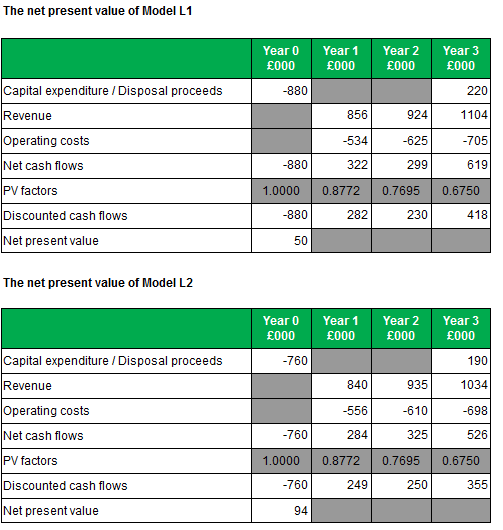 The net present value of Model L1
Year 0 Year 1 Year 2 Year 3
£000 £000 £000 £000
Capital expenditure / Disposal proceeds -880 220
Revenue 856 924 1104
Operating costs -534 -625 -705
Net cash flows -880 322 299 619
PV factors 1.0000 0.8772 0.7695 0.6750
Discounted cash flows -880 282 230 418
Net present value 50
The net present value of Model L2
Year 0 Year 1 Year 2 Year 3
£000 £000 £000 £000
Capital expenditure / Disposal proceeds -760 190
Revenue 840 935 1034
Operating costs -556 -610 -698
Net cash flows -760 284 325 526
PV factors 1.0000 0.8772 0.7695 0.6750
Discounted cash flows -760 249 250 355
Net present value 94